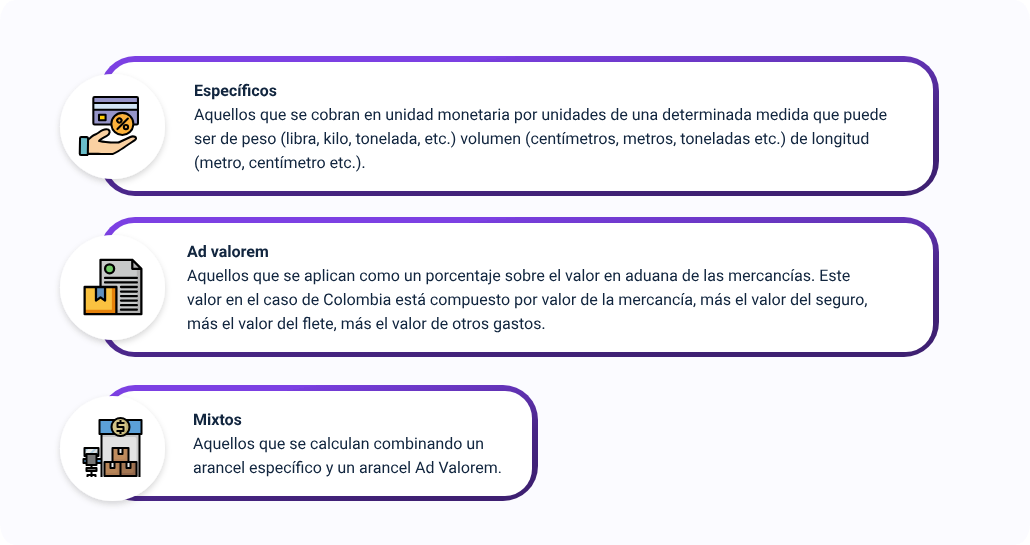 Específicos
Aquellos que se cobran en unidad monetaria por unidades de una determinada medida que puede
ser de peso (libra, kilo, tonelada, etc.) volumen (centímetros, metros, toneladas etc.) de longitud
(metro, centímetro etc.).
Ad valorem
Aquellos que se aplican como un porcentaje sobre el valor en aduana de las mercancías. Este
valor en el caso de Colombia está compuesto por valor de la mercancía, más el valor del seguro,
más el valor del flete, más el valor de otros gastos.
Mixtos
Aquellos que se calculan combinando un
arancel específico y un arancel Ad Valorem.